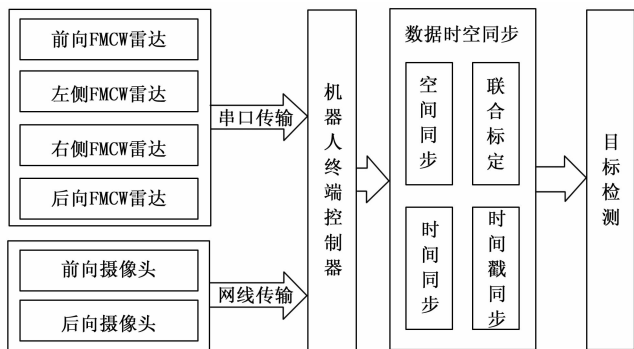 前向FMCW雷达
左侧FMCW雷达
右侧FMCW雷达
后向FMCW雷达
串口传输
前向摄像头
后向摄像头
网线传输
机器人终端控制器
数据时空同步
空间同步
联合标定
时间同步
时间戳同步
目标检测